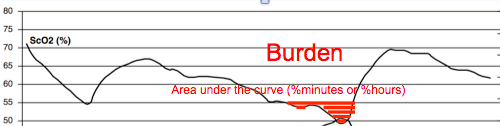 80
75
ScO2 (%)
70
Burden
65
60
Area under the curve (%minutes or %hours)
55
50